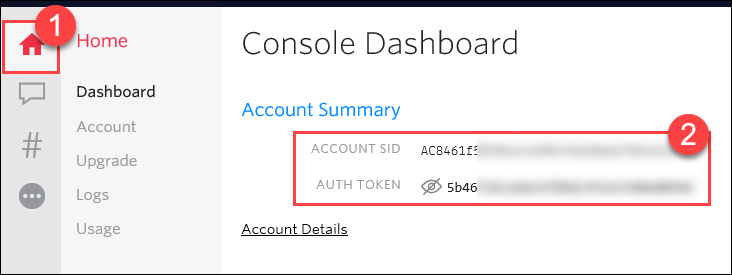 1
Home
Console Dashboard
Dashboard
Account Summary
Account
2
ACCOUNT SID AC8461f5
Upgrade
AUTH TOKEN 5b46
Logs
Usage
Account Details